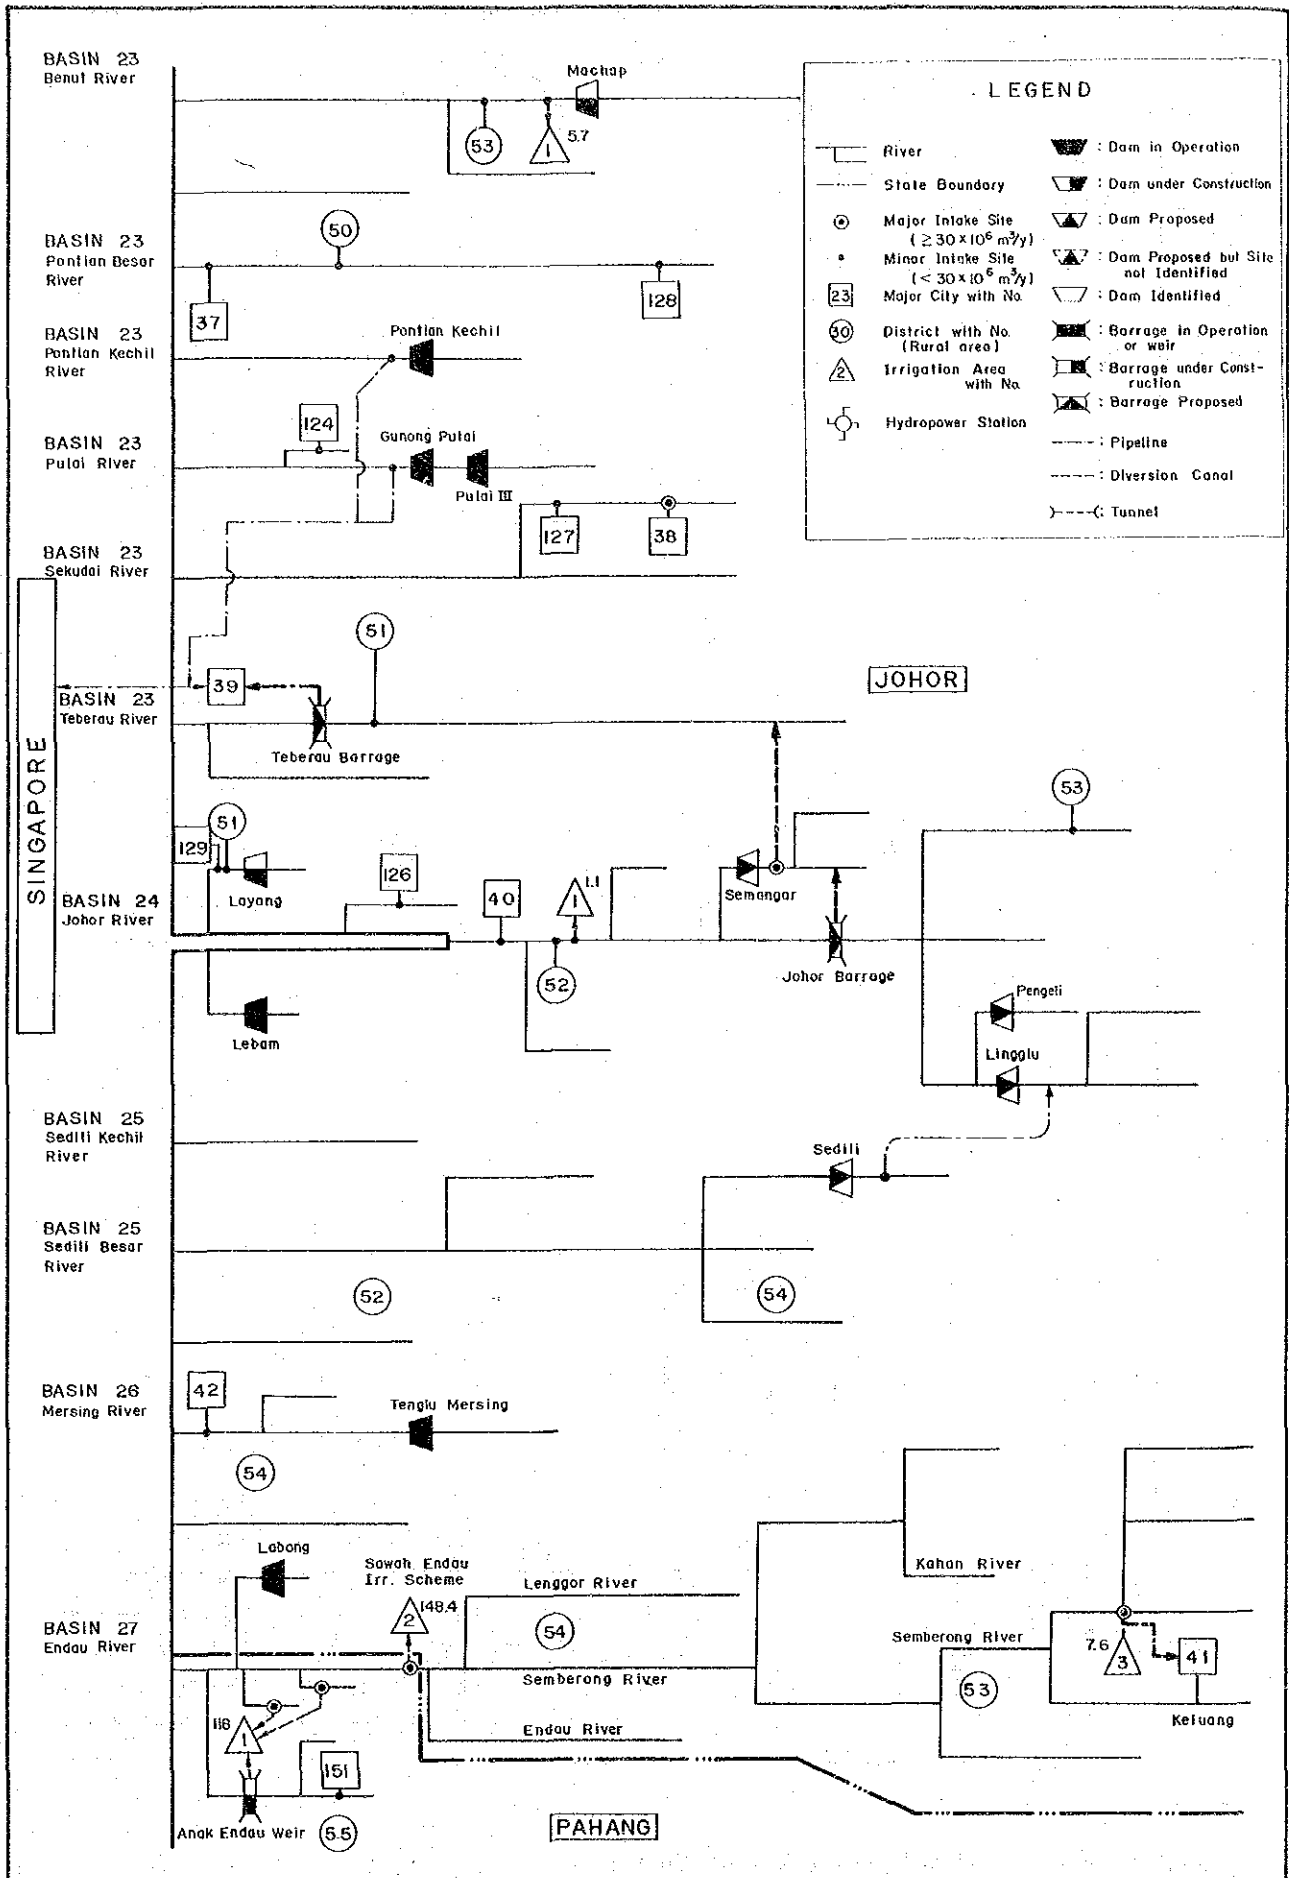 BASIN 23
Benut River
Machap
53
1
5.7
LEGEND
River
State Boundary
Major Intake Site
(≥ 30 × 10⁶ m³/y)
Minor Intake Site
(< 30 × 10⁶ m³/y)
23
Major City with No.
30
District with No.
(Rural area)
2
Irrigation Area
with No.
Hydropower Station
: Dam in Operation
: Dam under Construction
: Dam Proposed
: Dam Proposed but Site
not Identified
: Dam Identified
: Barrage in Operation
or weir
: Barrage under Const-
ruction
: Barrage Proposed
: Pipeline
: Diversion Canal
: Tunnel
BASIN 23
Pontian Besar
River
50
37
128
BASIN 23
Pontian Kechil
River
Pontian Kechil
BASIN 23
Pulai River
124
Gunong Pulai
Pulai III
127
38
BASIN 23
Sekudai River
SINGAPORE
51
39
JOHOR
BASIN 23
Teberau River
Teberau Barrage
51
129
Layang
126
40
1
1.1
Semangar
53
BASIN 24
Johor River
52
Johor Barrage
Lebam
Pengeli
Linggiu
BASIN 25
Sedili Kechil
River
Sedili
BASIN 25
Sedili Besar
River
52
54
BASIN 26
Mersing River
42
Tenglu Mersing
54
Labong
Sawah Endau
Irr. Scheme
2
148.4
Lenggor River
Kahan River
BASIN 27
Endau River
54
Semberong River
Semberong River
53
7.6
3
41
Keluang
Endau River
118
1
151
Anak Endau Weir
5.5
PAHANG